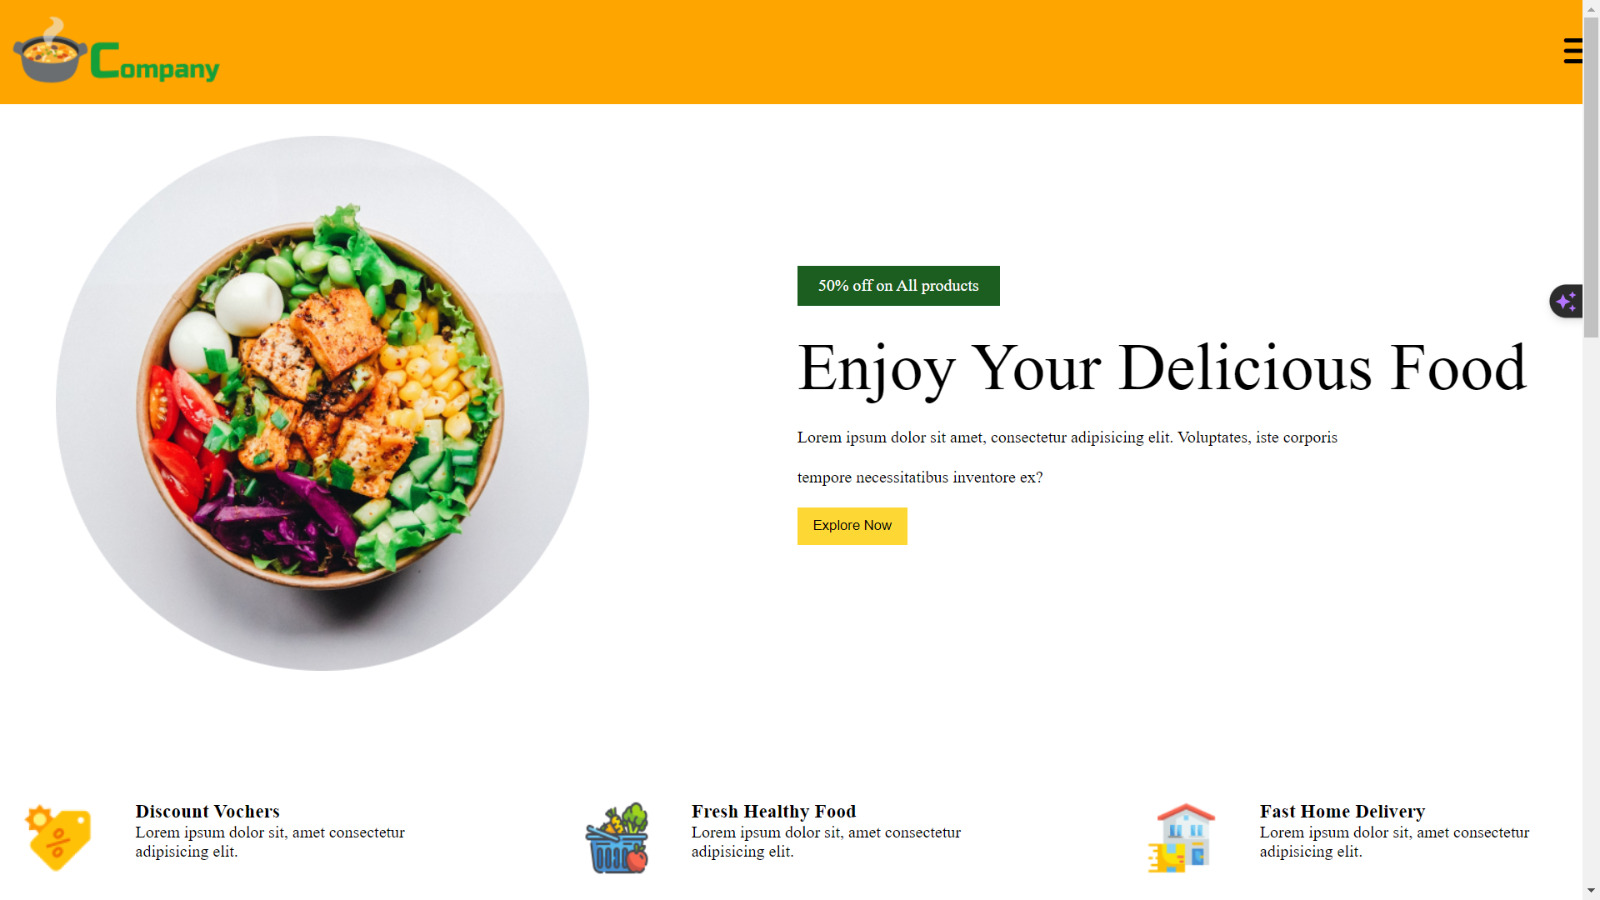 Company
50% off on All products
Enjoy Your Delicious Food
Lorem ipsum dolor sit amet, consectetur adipisicing elit. Voluptates, iste corporis
tempore necessitatibus inventore ex?
Explore Now
Discount Vochers
Lorem ipsum dolor sit, amet consectetur
adipisicing elit.
Fresh Healthy Food
Lorem ipsum dolor sit, amet consectetur
adipisicing elit.
Fast Home Delivery
Lorem ipsum dolor sit, amet consectetur
adipisicing elit.